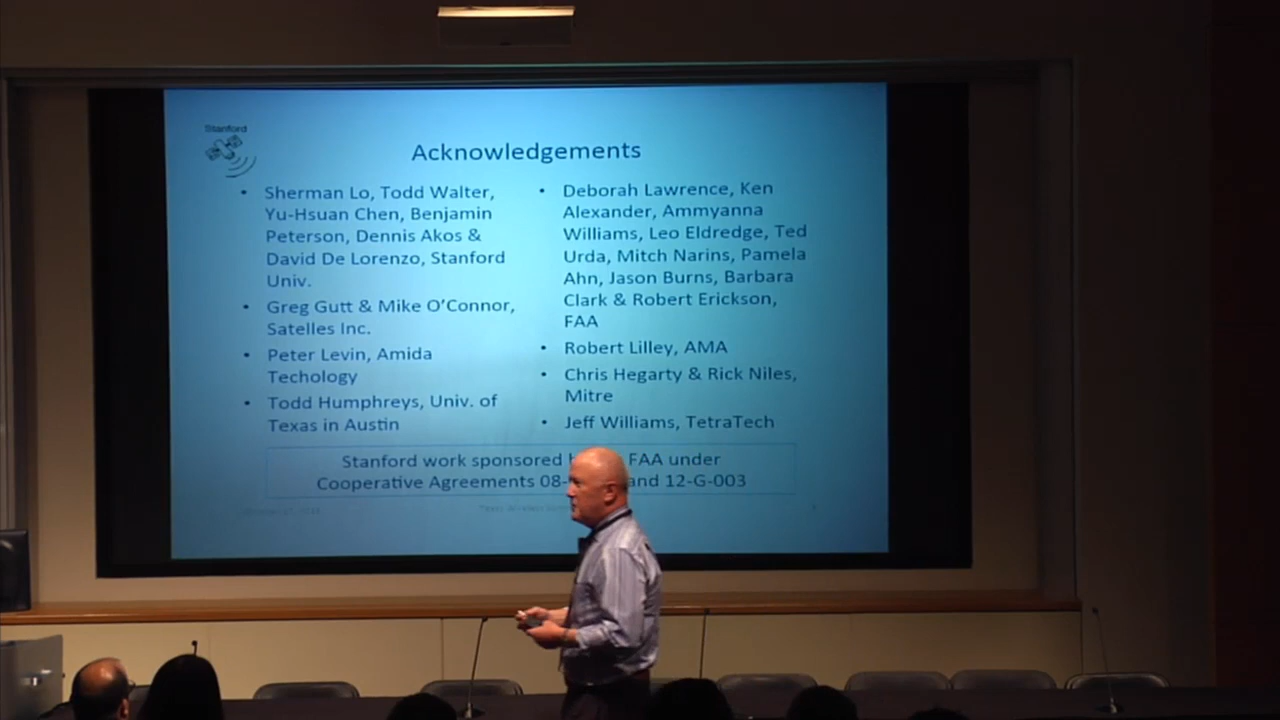 Stanford
Acknowledgements
• Sherman Lo, Todd Walter,
Yu-Hsuan Chen, Benjamin
Peterson, Dennis Akos &
David De Lorenzo, Stanford
Univ.
• Greg Gutt & Mike O’Connor,
Satelles Inc.
• Peter Levin, Amida
Techology
• Todd Humphreys, Univ. of
Texas in Austin
• Deborah Lawrence, Ken
Alexander, Ammyanna
Williams, Leo Eldredge, Ted
Urda, Mitch Narins, Pamela
Ahn, Jason Burns, Barbara
Clark & Robert Erickson,
FAA
• Robert Lilley, AMA
• Chris Hegarty & Rick Niles,
Mitre
• Jeff Williams, TetraTech
Stanford work sponsored FAA under
Cooperative Agreements 08- and 12-G-003